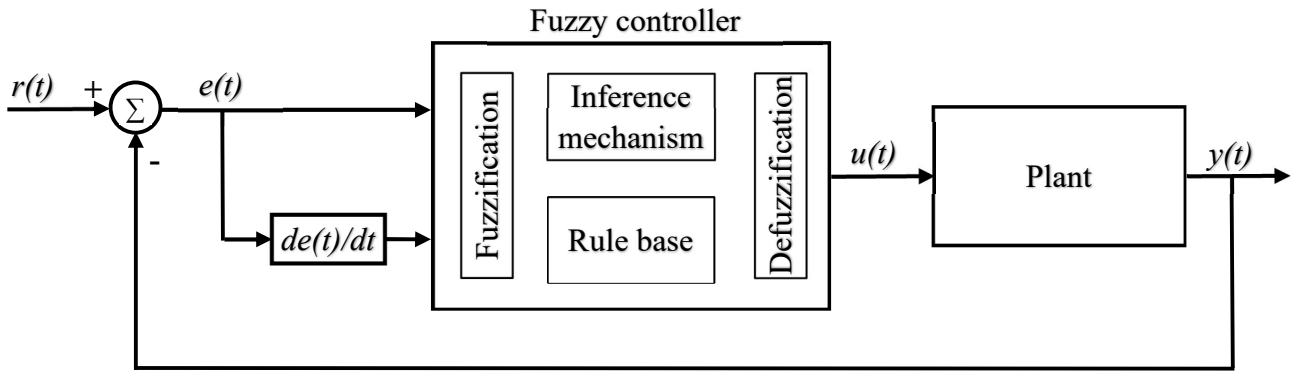 Fuzzy controller
r(t)
+
Σ
e(t)
-
de(t)/dt
Fuzzification
Inference
mechanism
Rule base
Defuzzification
u(t)
Plant
y(t)